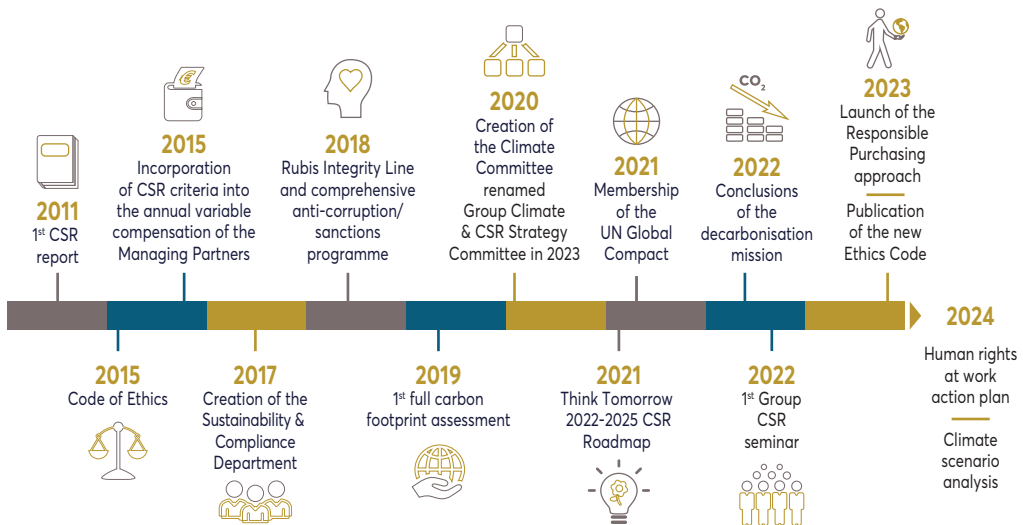 2011
1st CSR
report
2015
Incorporation
of CSR criteria into
the annual variable
compensation of the
Managing Partners
2018
Rubis Integrity Line
and comprehensive
anti-corruption/
sanctions
programme
2020
Creation of
the Climate
Committee
renamed
Group Climate
& CSR Strategy
Committee in 2023
2021
Membership
of the
UN Global
Compact
CO2
2022
Conclusions
of the
decarbonisation
mission
2023
Launch of the
Responsible
Purchasing
approach
Publication
of the new
Ethics Code
2015
Code of Ethics
2017
Creation of the
Sustainability &
Compliance
Department
2019
1st full carbon
footprint assessment
2021
Think Tomorrow
2022-2025 CSR
Roadmap
2022
1st Group
CSR
seminar
2024
Human rights
at work
action plan
Climate
scenario
analysis